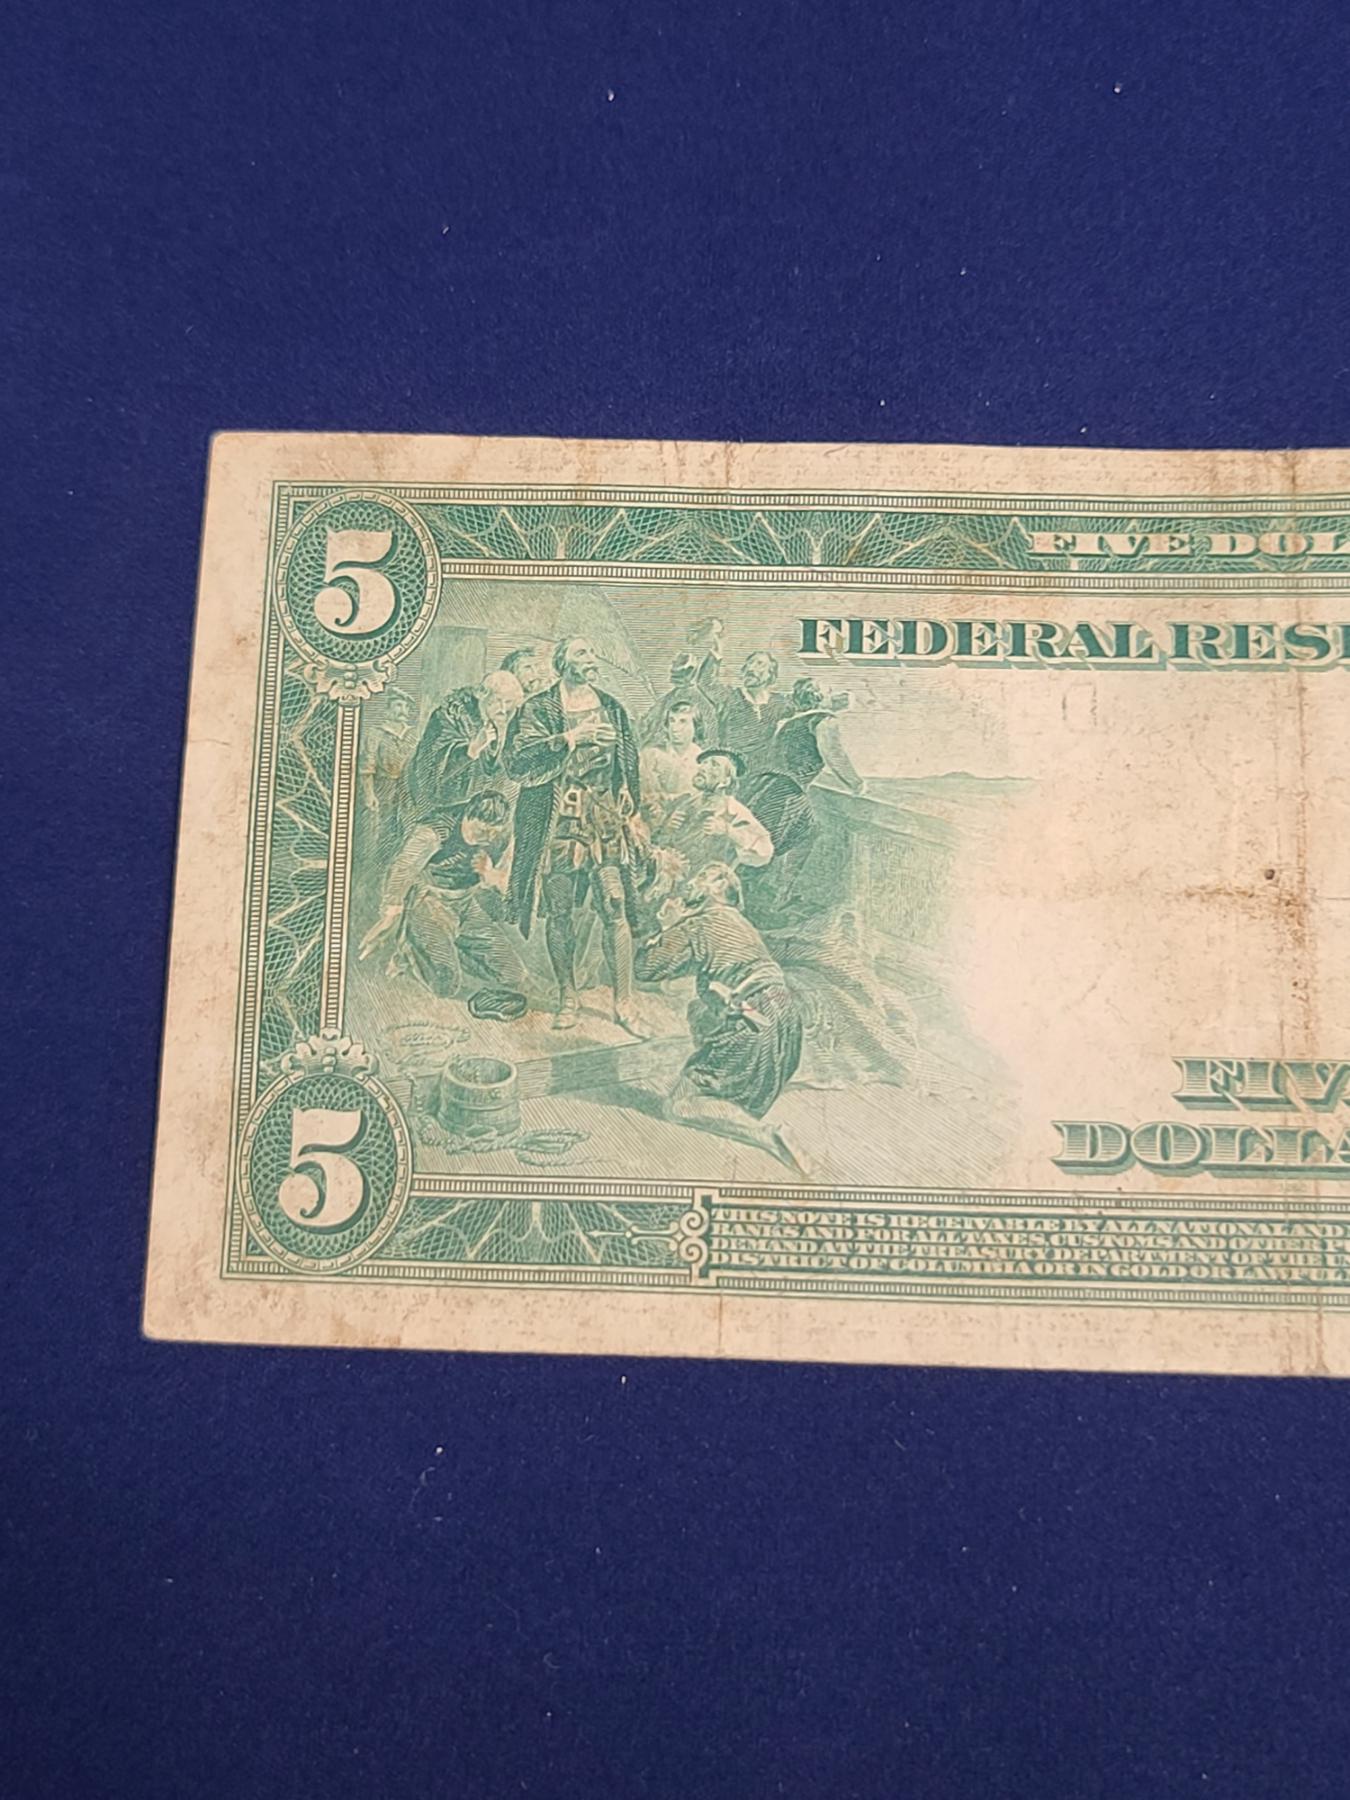 5
FIVE DOL
FEDERAL RES
5
FIV
DOLLA
THIS NOTE IS RECEIVABLE BY ALL NATIONAL AND
BANKS AND FOR ALL TAXES, CUSTOMS AND OTHER P
DEMAND AT THE TREASURY DEPARTMENT OF THE U
DISTRICT OF COLUMBIA OR IN GOLD OR LAWFUL